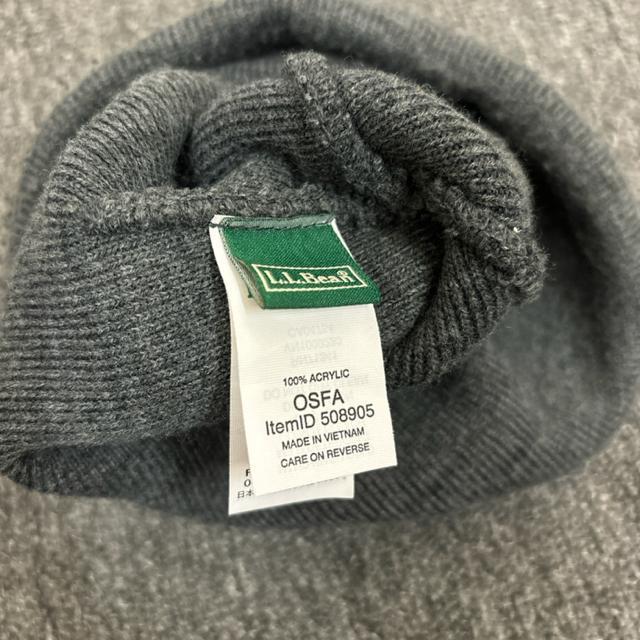 L.L.Bean®
100% ACRYLIC
OSFA
ItemID 508905
MADE IN VIETNAM
CARE ON REVERSE